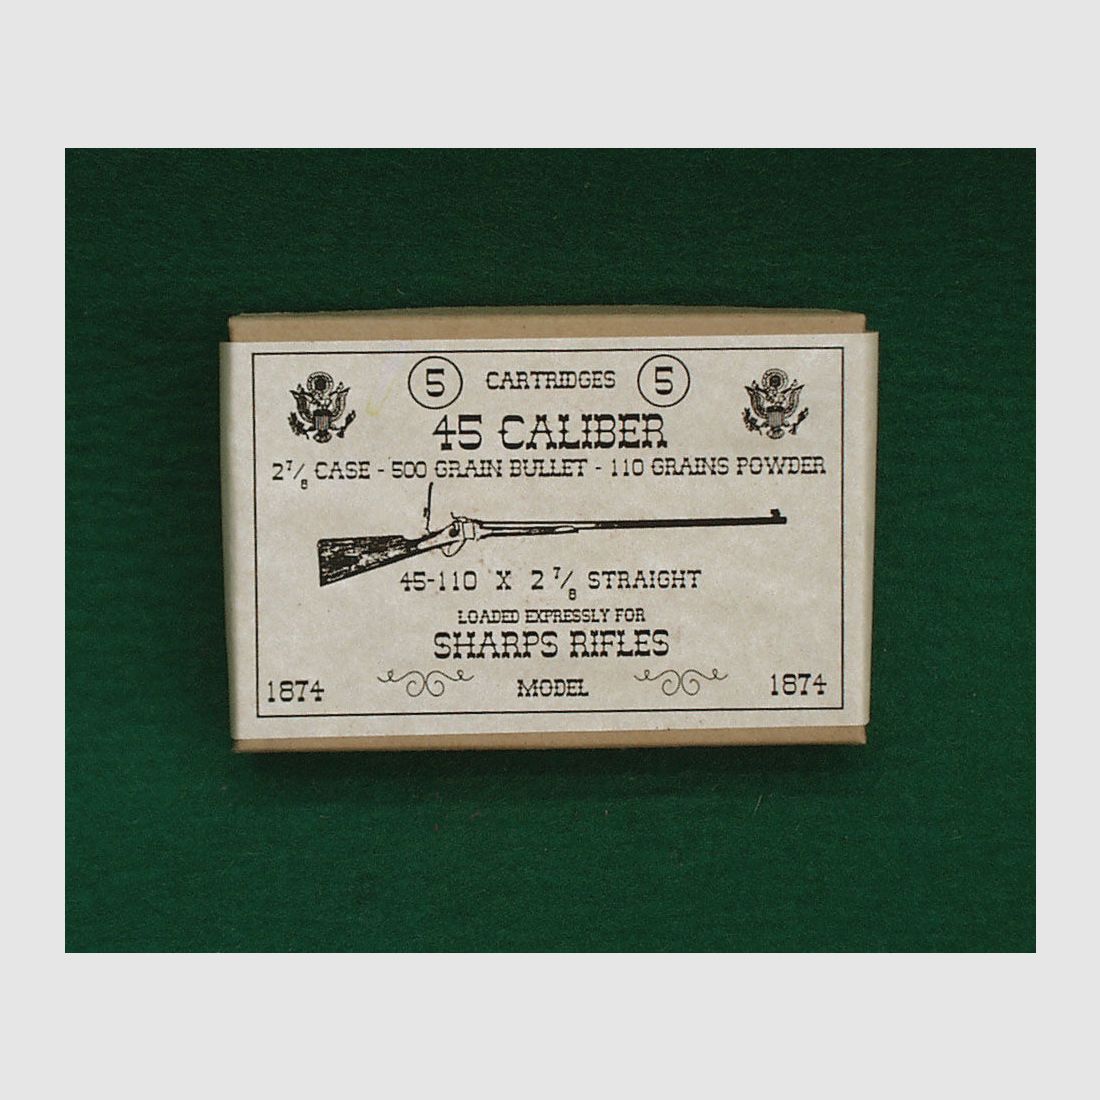 5 CARTRIDGES 5
45 CALIBER
2 7/8 CASE - 500 GRAIN BULLET - 110 GRAINS POWDER
45-110 X 2 7/8 STRAIGHT
LOADED EXPRESSLY FOR
SHARPS RIFLES
1874 MODEL 1874